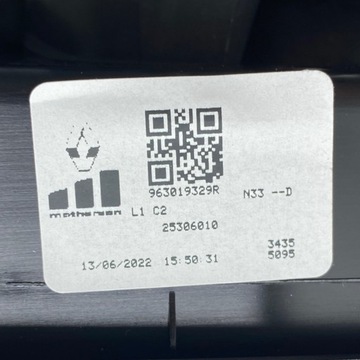 963019329R
N33 --D
motherson L1 C2
25306010
3435
13/06/2022 15:50:31
5095